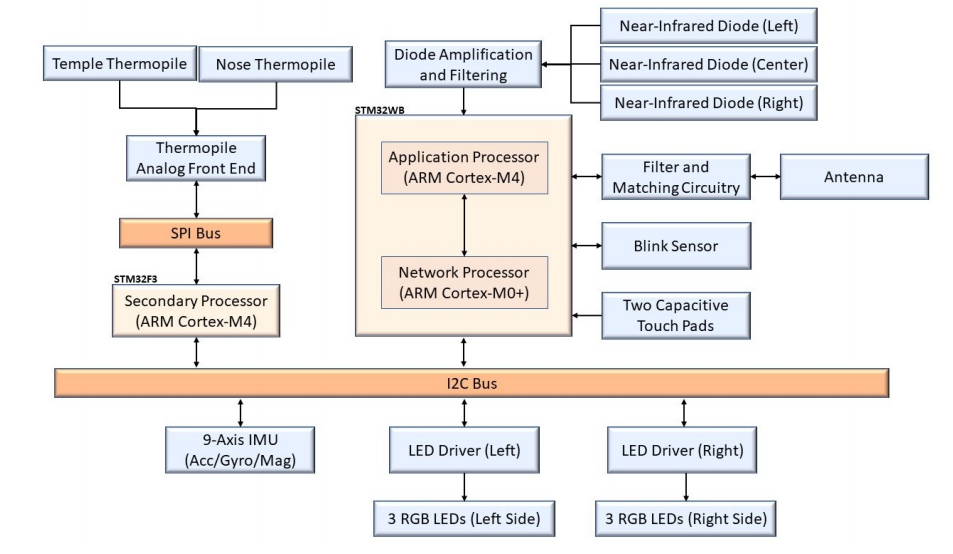 Temple Thermopile
Nose Thermopile
Diode Amplification
and Filtering
Near-Infrared Diode (Left)
Near-Infrared Diode (Center)
Near-Infrared Diode (Right)
Thermopile
Analog Front End
SPI Bus
STM32F3
Secondary Processor
(ARM Cortex-M4)
STM32WB
Application Processor
(ARM Cortex-M4)
Network Processor
(ARM Cortex-M0+)
Filter and
Matching Circuitry
Antenna
Blink Sensor
Two Capacitive
Touch Pads
I2C Bus
9-Axis IMU
(Acc/Gyro/Mag)
LED Driver (Left)
LED Driver (Right)
3 RGB LEDs (Left Side)
3 RGB LEDs (Right Side)